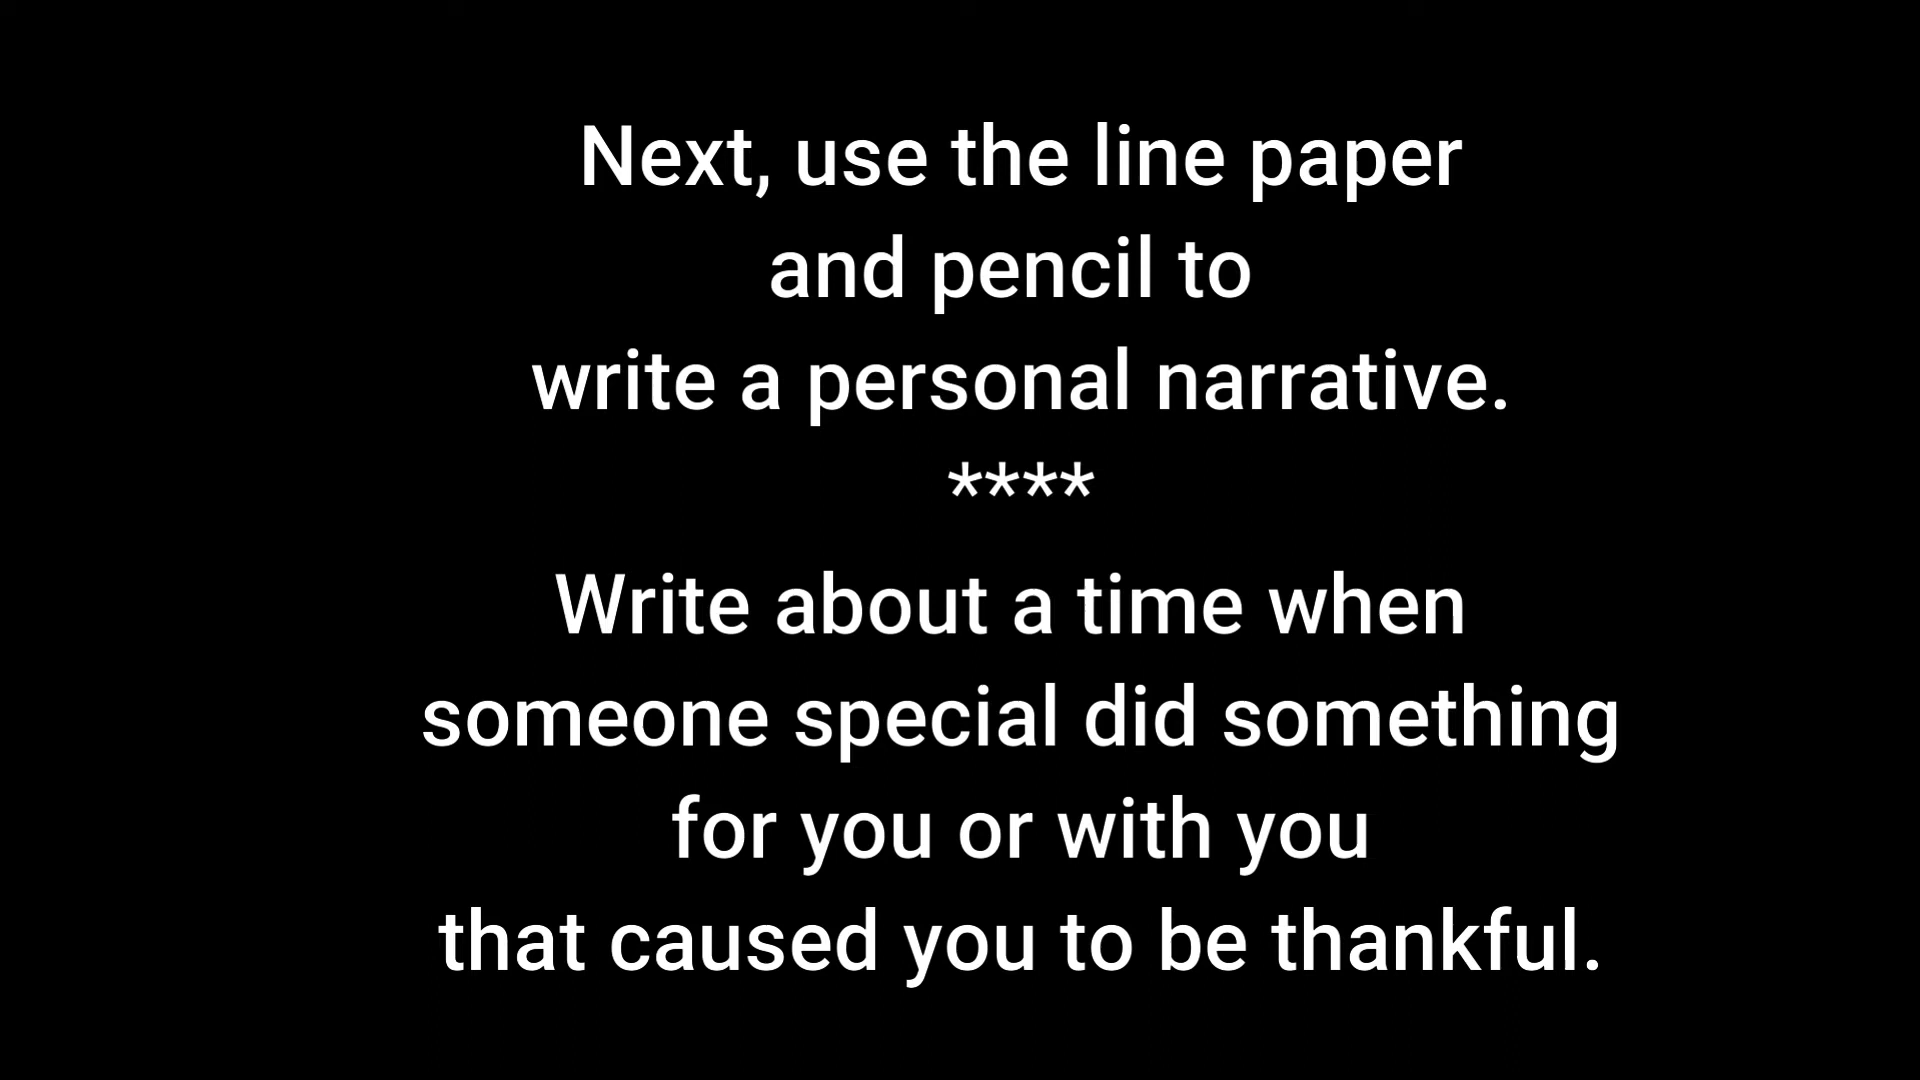 Next, use the line paper
and pencil to
write a personal narrative.
****
Write about a time when
someone special did something
for you or with you
that caused you to be thankful.